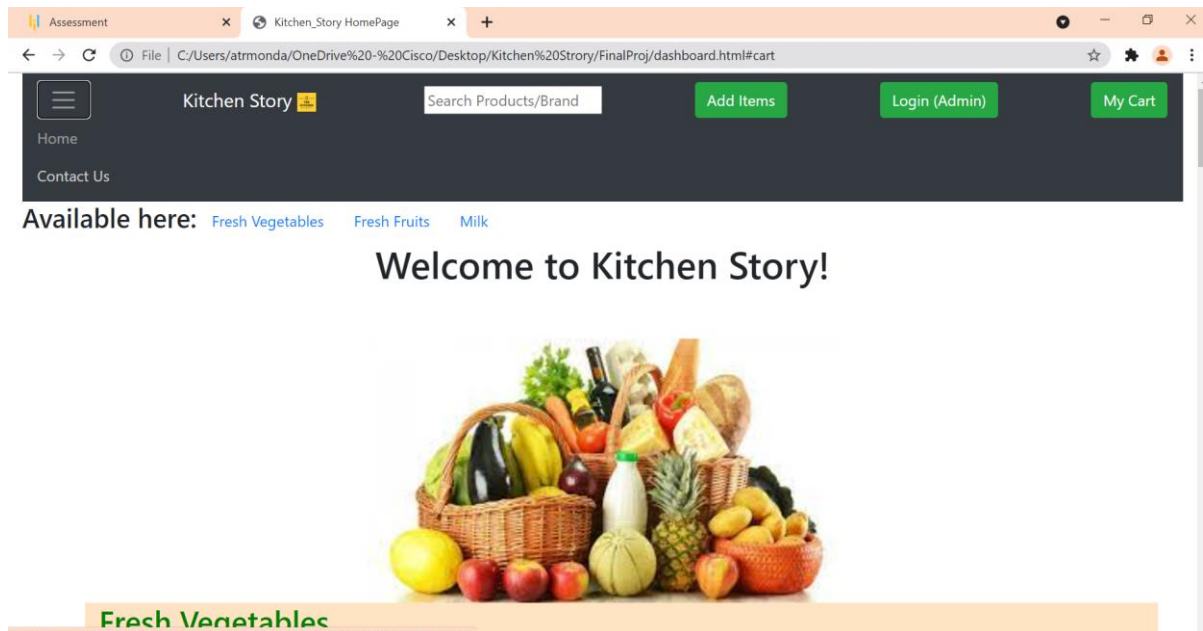 Assessment
Kitchen_Story HomePage
File | C:/Users/atrmonda/OneDrive%20-%20Cisco/Desktop/Kitchen%20Strory/FinalProj/dashboard.html#cart
Kitchen Story Search Products/Brand Add Items Login (Admin) My Cart
Home
Contact Us
Available here: Fresh Vegetables Fresh Fruits Milk
Welcome to Kitchen Story!
Fresh Vegetables